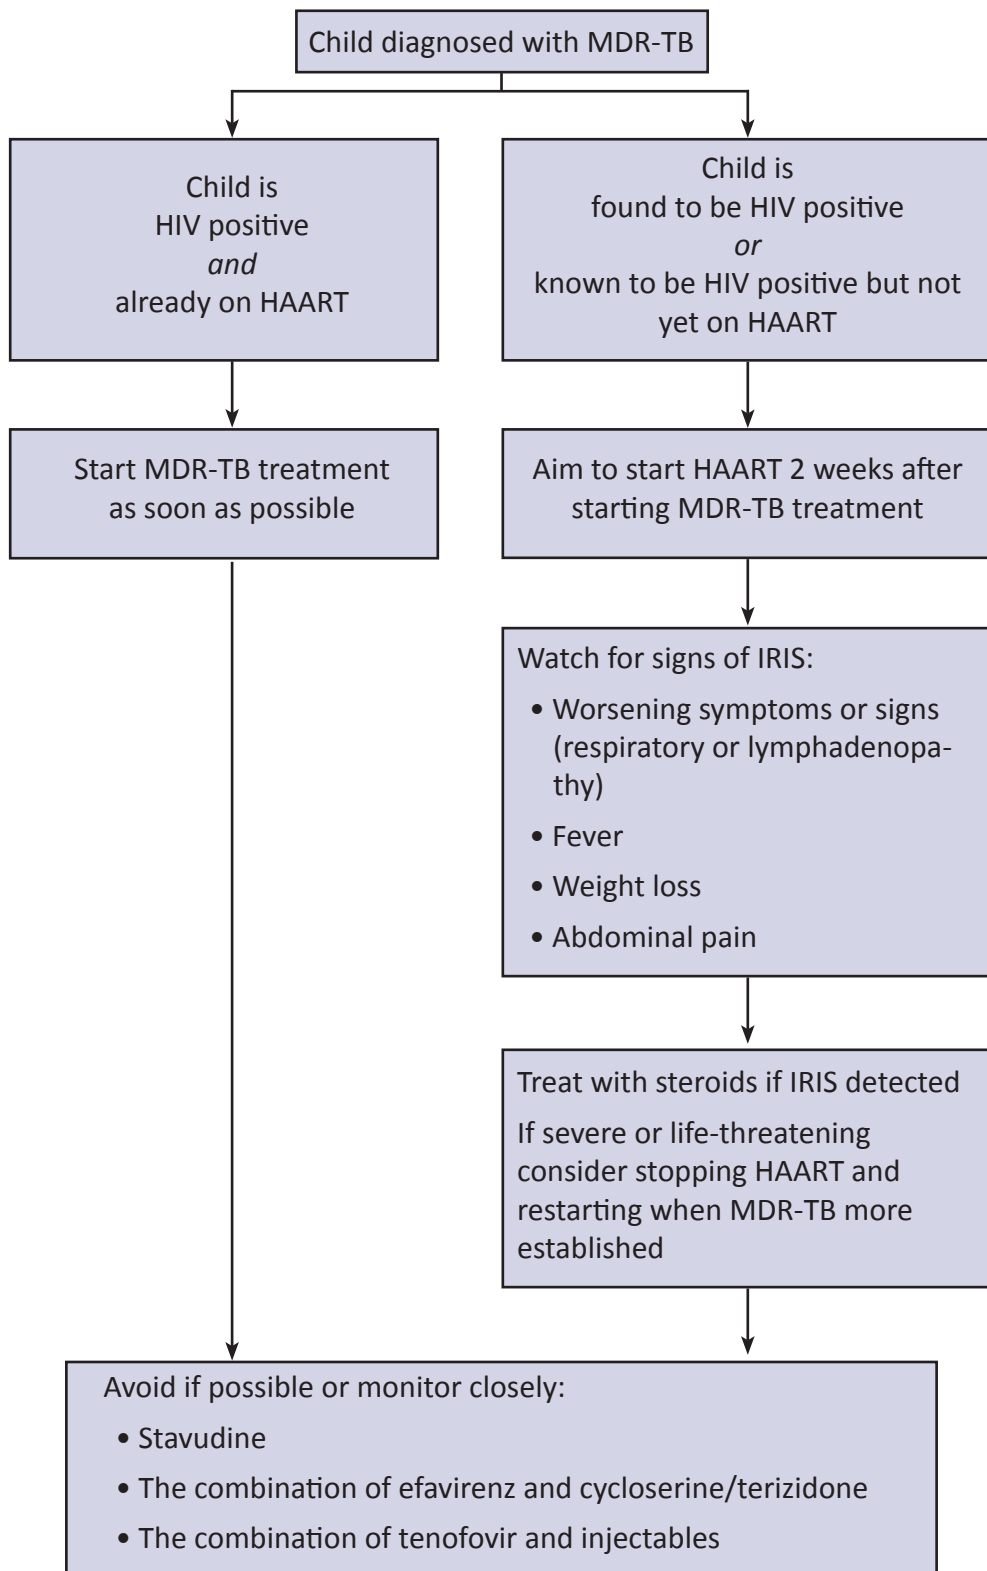 Child diagnosed with MDR-TB
Child is
HIV positive
and
already on HAART
Child is
found to be HIV positive
or
known to be HIV positive but not
yet on HAART
Start MDR-TB treatment
as soon as possible
Aim to start HAART 2 weeks after
starting MDR-TB treatment
Watch for signs of IRIS:
• Worsening symptoms or signs
(respiratory or lymphadenopa-
thy)
• Fever
• Weight loss
• Abdominal pain
Treat with steroids if IRIS detected
If severe or life-threatening
consider stopping HAART and
restarting when MDR-TB more
established
Avoid if possible or monitor closely:
• Stavudine
• The combination of efavirenz and cycloserine/terizidone
• The combination of tenofovir and injectables